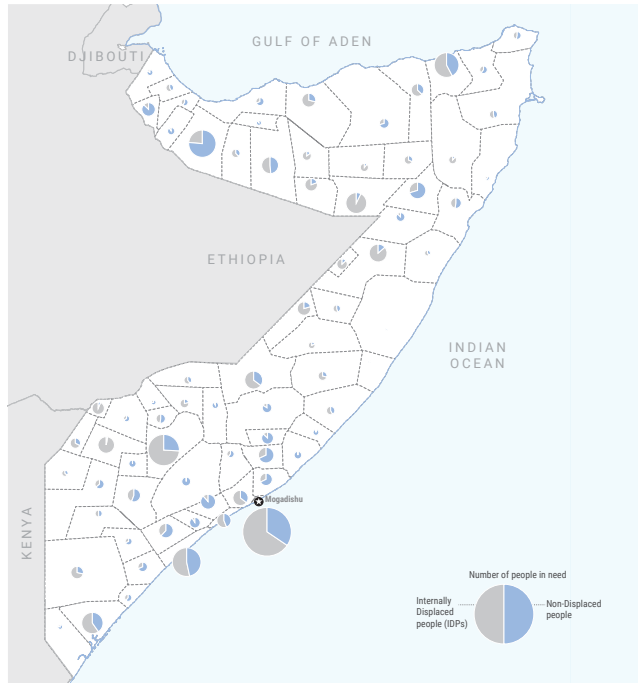 GULF OF ADEN
DJIBOUTI
ETHIOPIA
INDIAN
OCEAN
Mogadishu
KENYA
Number of people in need
Internally
Displaced
people (IDPs)
Non-Displaced
people